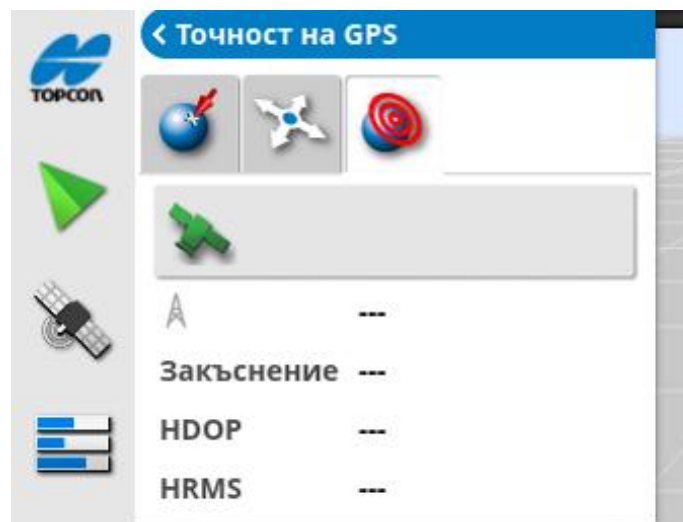 Точност на GPS
TOPCON
---
Закъснение ---
HDOP ---
HRMS ---